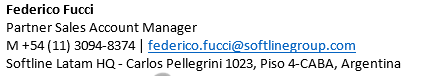 Federico Fucci
Partner Sales Account Manager
M +54 (11) 3094-8374 | federico.fucci@softlinegroup.com
Softline Latam HQ - Carlos Pellegrini 1023, Piso 4-CABA, Argentina